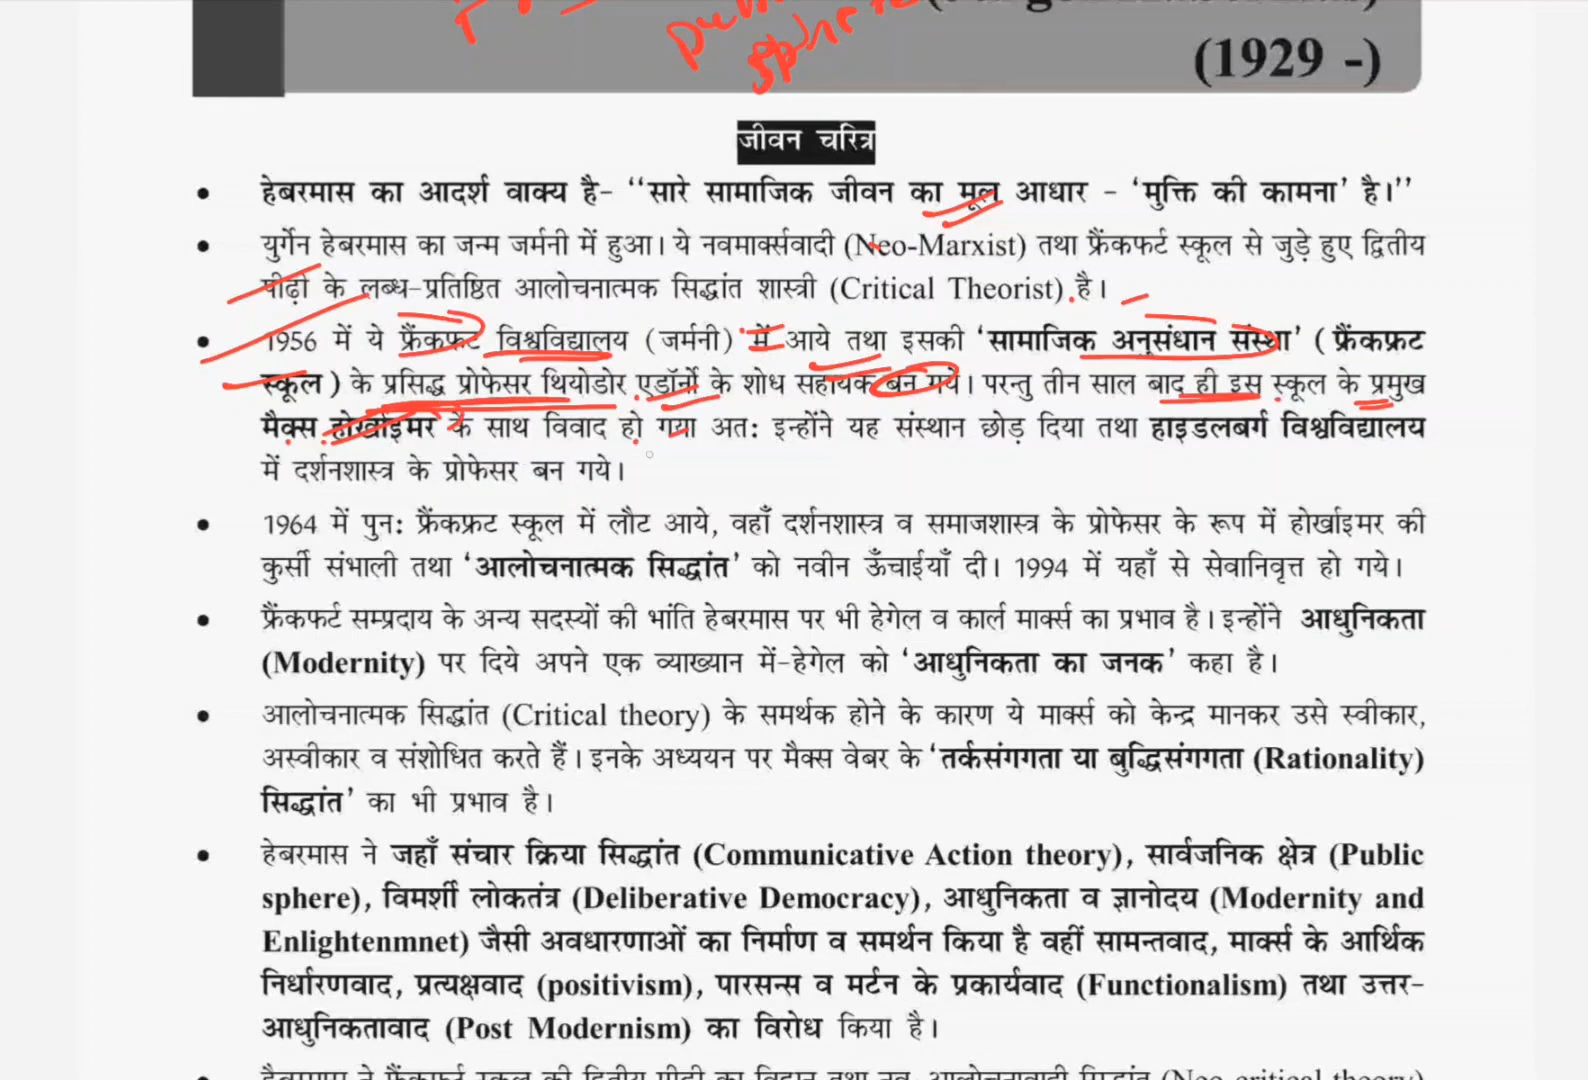 sphere
(1929 -)
जीवन चरित्र
• हेबरमास का आदर्श वाक्य है- ‘‘सारे सामाजिक जीवन का मूल आधार - ‘मुक्ति की कामना’ है।’’
• युर्गेन हेबरमास का जन्म जर्मनी में हुआ। ये नवमार्क्सवादी (Neo-Marxist) तथा फ्रैंकफर्ट स्कूल से जुड़े हुए द्वितीय
पीढ़ी के लब्ध-प्रतिष्ठित आलोचनात्मक सिद्धांत शास्त्री (Critical Theorist) है।
• 1956 में ये फ्रैंकफर्ट विश्वविद्यालय (जर्मनी) में आये तथा इसकी ‘सामाजिक अनुसंधान संस्था’ (फ्रैंकफ्रट
स्कूल) के प्रसिद्ध प्रोफेसर थियोडोर एडॉर्नो के शोध सहायक बन गये। परन्तु तीन साल बाद ही इस स्कूल के प्रमुख
मैक्स होर्खाइमर के साथ विवाद हो गया अत: इन्होंने यह संस्थान छोड़ दिया तथा हाइडलबर्ग विश्वविद्यालय
में दर्शनशास्त्र के प्रोफेसर बन गये।
• 1964 में पुन: फ्रैंकफ्रट स्कूल में लौट आये, वहाँ दर्शनशास्त्र व समाजशास्त्र के प्रोफेसर के रूप में होर्खाइमर की
कुर्सी संभाली तथा ‘आलोचनात्मक सिद्धांत’ को नवीन ऊँचाईयाँ दी। 1994 में यहाँ से सेवानिवृत्त हो गये।
• फ्रैंकफर्ट सम्प्रदाय के अन्य सदस्यों की भांति हेबरमास पर भी हेगेल व कार्ल मार्क्स का प्रभाव है। इन्होंने आधुनिकता
(Modernity) पर दिये अपने एक व्याख्यान में-हेगेल को ‘आधुनिकता का जनक’ कहा है।
• आलोचनात्मक सिद्धांत (Critical theory) के समर्थक होने के कारण ये मार्क्स को केन्द्र मानकर उसे स्वीकार,
अस्वीकार व संशोधित करते हैं। इनके अध्ययन पर मैक्स वेबर के ‘तर्कसंगगता या बुद्धिसंगगता (Rationality)
सिद्धांत’ का भी प्रभाव है।
• हेबरमास ने जहाँ संचार क्रिया सिद्धांत (Communicative Action theory), सार्वजनिक क्षेत्र (Public
sphere), विमर्शी लोकतंत्र (Deliberative Democracy), आधुनिकता व ज्ञानोदय (Modernity and
Enlightenmnet) जैसी अवधारणाओं का निर्माण व समर्थन किया है वहीं सामन्तवाद, मार्क्स के आर्थिक
निर्धारणवाद, प्रत्यक्षवाद (positivism), पारसन्स व मर्टन के प्रकार्यवाद (Functionalism) तथा उत्तर-
आधुनिकतावाद (Post Modernism) का विरोध किया है।